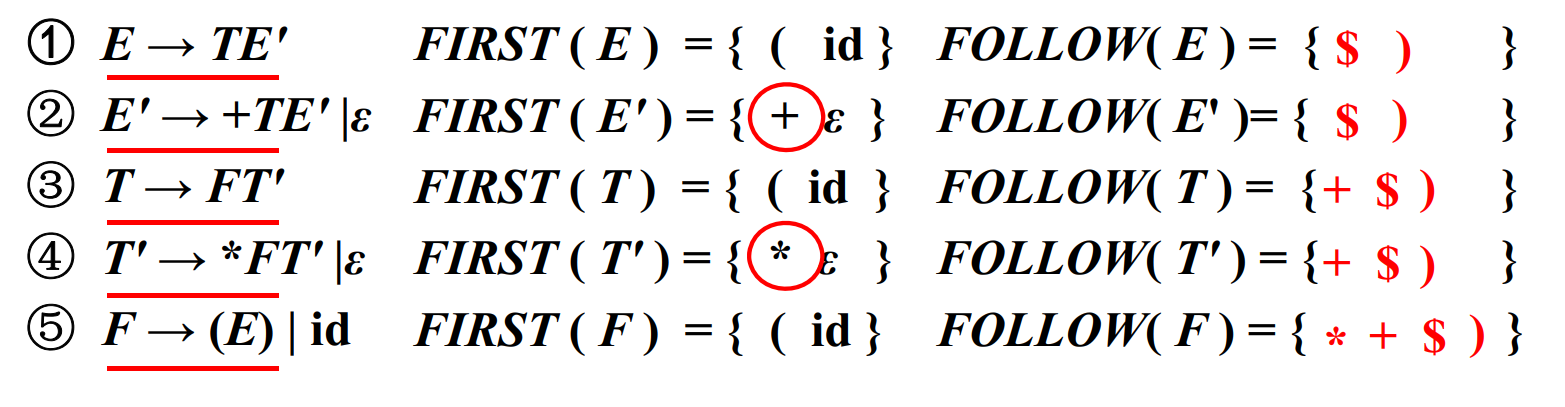 ① E → TE' FIRST ( E ) = { ( id } FOLLOW( E ) = { $ ) }
② E' → +TE' |ε FIRST ( E' ) = { + ε } FOLLOW( E' )= { $ ) }
③ T → FT' FIRST ( T ) = { ( id } FOLLOW( T ) = {+ $ ) }
④ T' → *FT' |ε FIRST ( T' ) = { * ε } FOLLOW( T' ) = {+ $ ) }
⑤ F → (E) | id FIRST ( F ) = { ( id } FOLLOW( F ) = { * + $ ) }